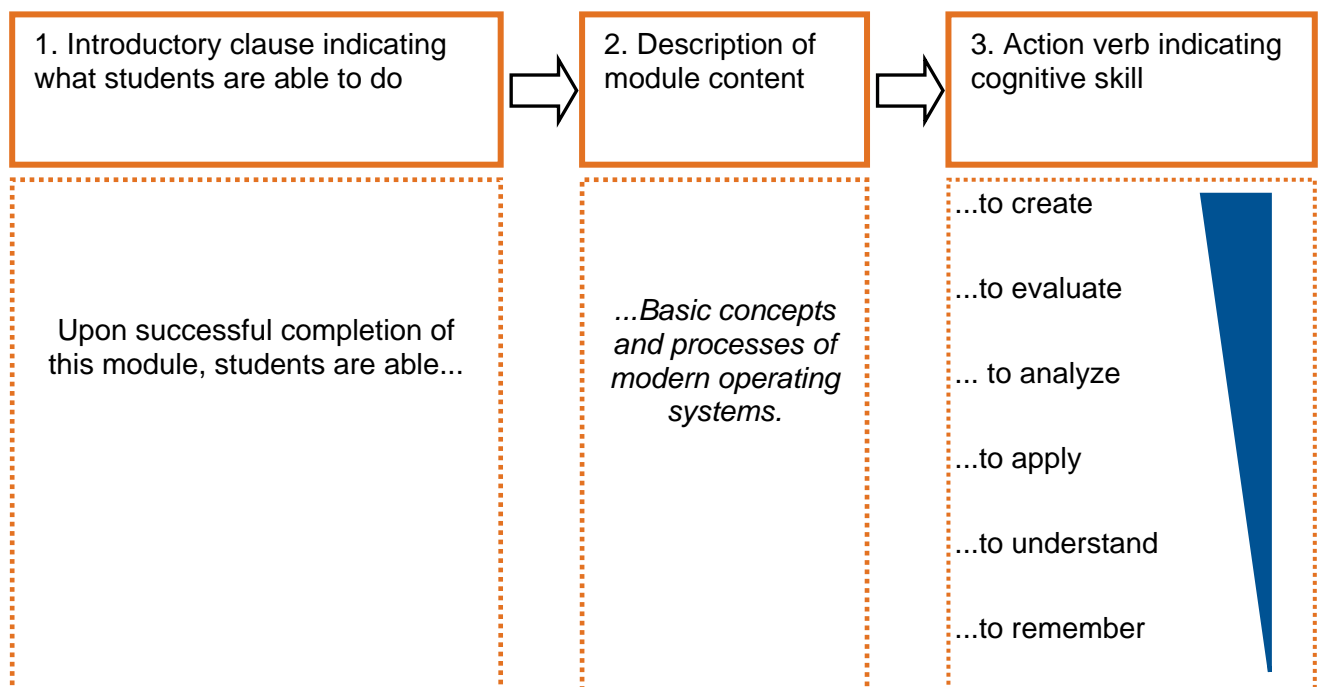 1. Introductory clause indicating
what students are able to do
2. Description of
module content
3. Action verb indicating
cognitive skill
Upon successful completion of
this module, students are able...
...Basic concepts
and processes of
modern operating
systems.
...to create
...to evaluate
... to analyze
...to apply
...to understand
...to remember